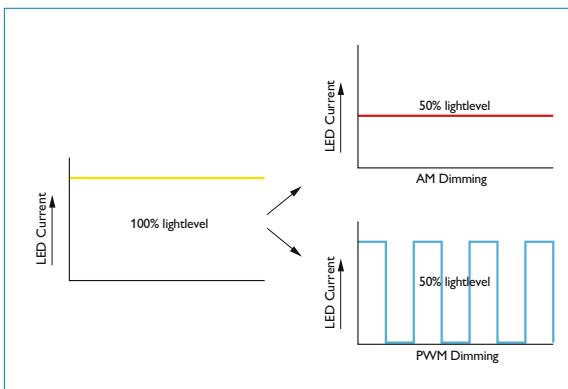 LED Current
100% lightlevel
LED Current
50% lightlevel
AM Dimming
LED Current
50% lightlevel
PWM Dimming